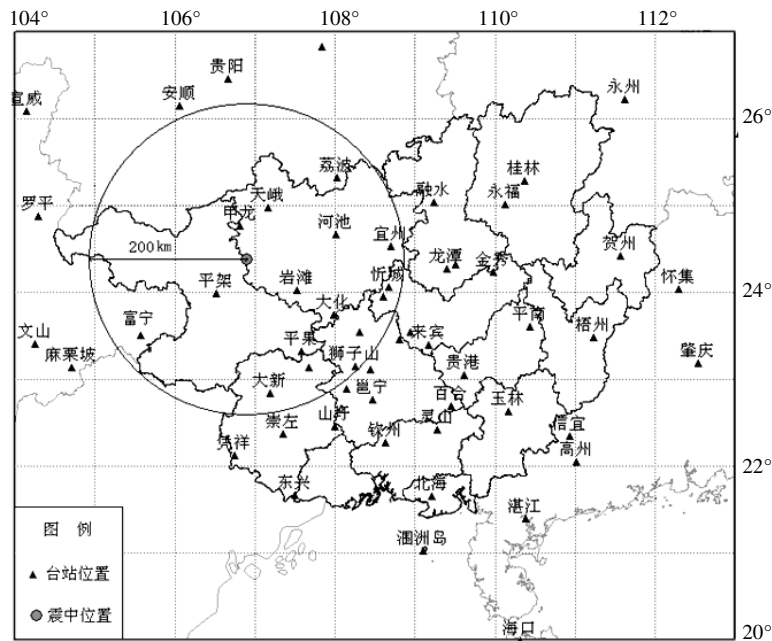 104° 106° 108° 110° 112°
贵阳
安顺
永州
宣威
26°
荔波
桂林
天峨
融水
永福
罗平
甲龙
河池
宜州
贺州
200 km
龙潭
金秀
平架
岩滩
忻城
怀集
24°
大化
富宁
平南
梧州
文山
平果
来宾
麻栗坡
狮子山
贵港
肇庆
大新
邕宁
百合
玉林
崇左
灵山
信宜
钦州
凭祥
高州
22°
东兴
北海
湛江
图 例
涠洲岛
台站位置
震中位置
海口
20°